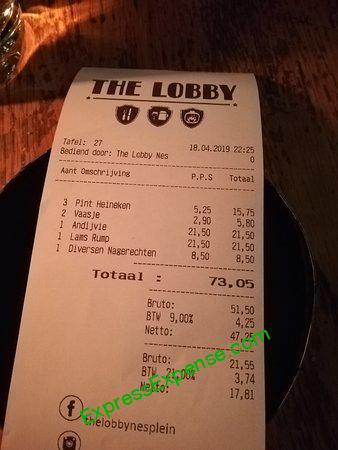 THE LOBBY
Tafel: 27 18.04.2019 22:25
Bediend door: The Lobby Nes 0
Aant Omschrijving P.P.S Totaal
3 Pint Heineken 5,25 15,75
2 Vaasje 2,90 5,80
1 Andijvie 21,50 21,50
1 Lams Rump 21,50 21,50
1 Diversen Nagerechten 8,50 8,50
Totaal : 73,05
Bruto: 51,50
BTW 9,00% 4,25
Netto: 47,25
Bruto: 21,55
BTW 21,00% 3,74
Netto: 17,81
thelobbynesplein
ExpressExpense.com